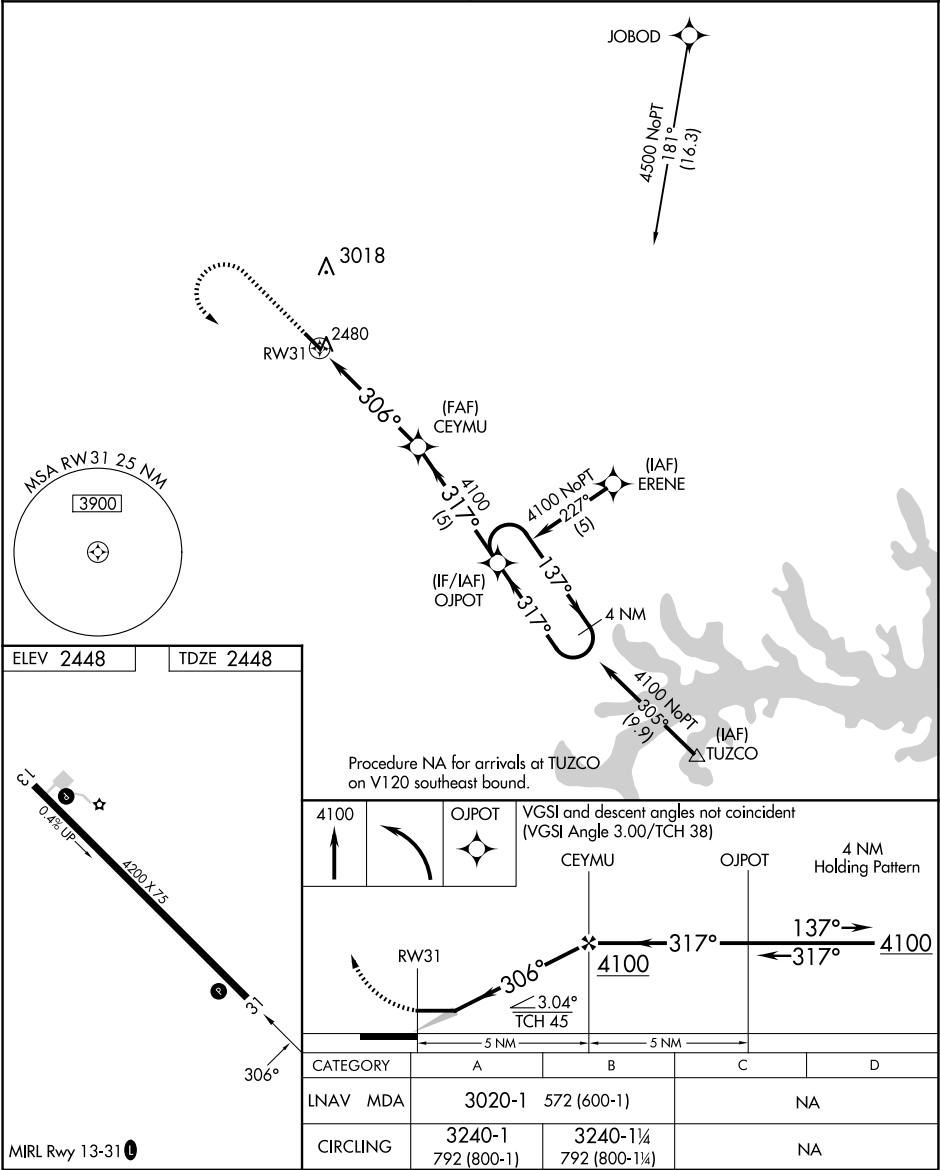 JOBOD
4500 NoPT
181°
(16.3)
3018
2480
RW31
306°
(FAF)
CEYMU
MSA RW31 25 NM
3900
4100
317°
(5)
4100 NoPT
227°
(5)
(IAF)
ERENE
(IF/IAF)
OJPOT
137°
317°
4 NM
4100 NoPT
305°
(9.9)
(IAF)
TUZCO
Procedure NA for arrivals at TUZCO
on V120 southeast bound.
ELEV 2448
TDZE 2448
13
P
0.4% UP
4200 X 75
P
31
306°
MIRL Rwy 13-31 L
4100
OJPOT
VGSI and descent angles not coincident
(VGSI Angle 3.00/TCH 38)
CEYMU
OJPOT
4 NM
Holding Pattern
RW31
306°
3.04°
TCH 45
4100
317°
137°
317°
4100
5 NM
5 NM
CATEGORY A B C D
LNAV MDA 3020-1 572 (600-1) NA
CIRCLING 3240-1 3240-1¼ NA
792 (800-1) 792 (800-1¼)